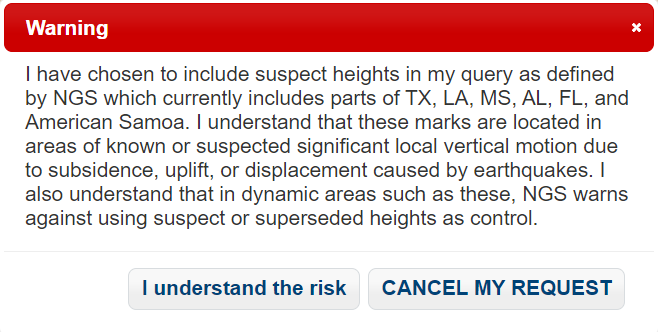 Warning
×
I have chosen to include suspect heights in my query as defined
by NGS which currently includes parts of TX, LA, MS, AL, FL, and
American Samoa. I understand that these marks are located in
areas of known or suspected significant local vertical motion due
to subsidence, uplift, or displacement caused by earthquakes. I
also understand that in dynamic areas such as these, NGS warns
against using suspect or superseded heights as control.
I understand the risk
CANCEL MY REQUEST